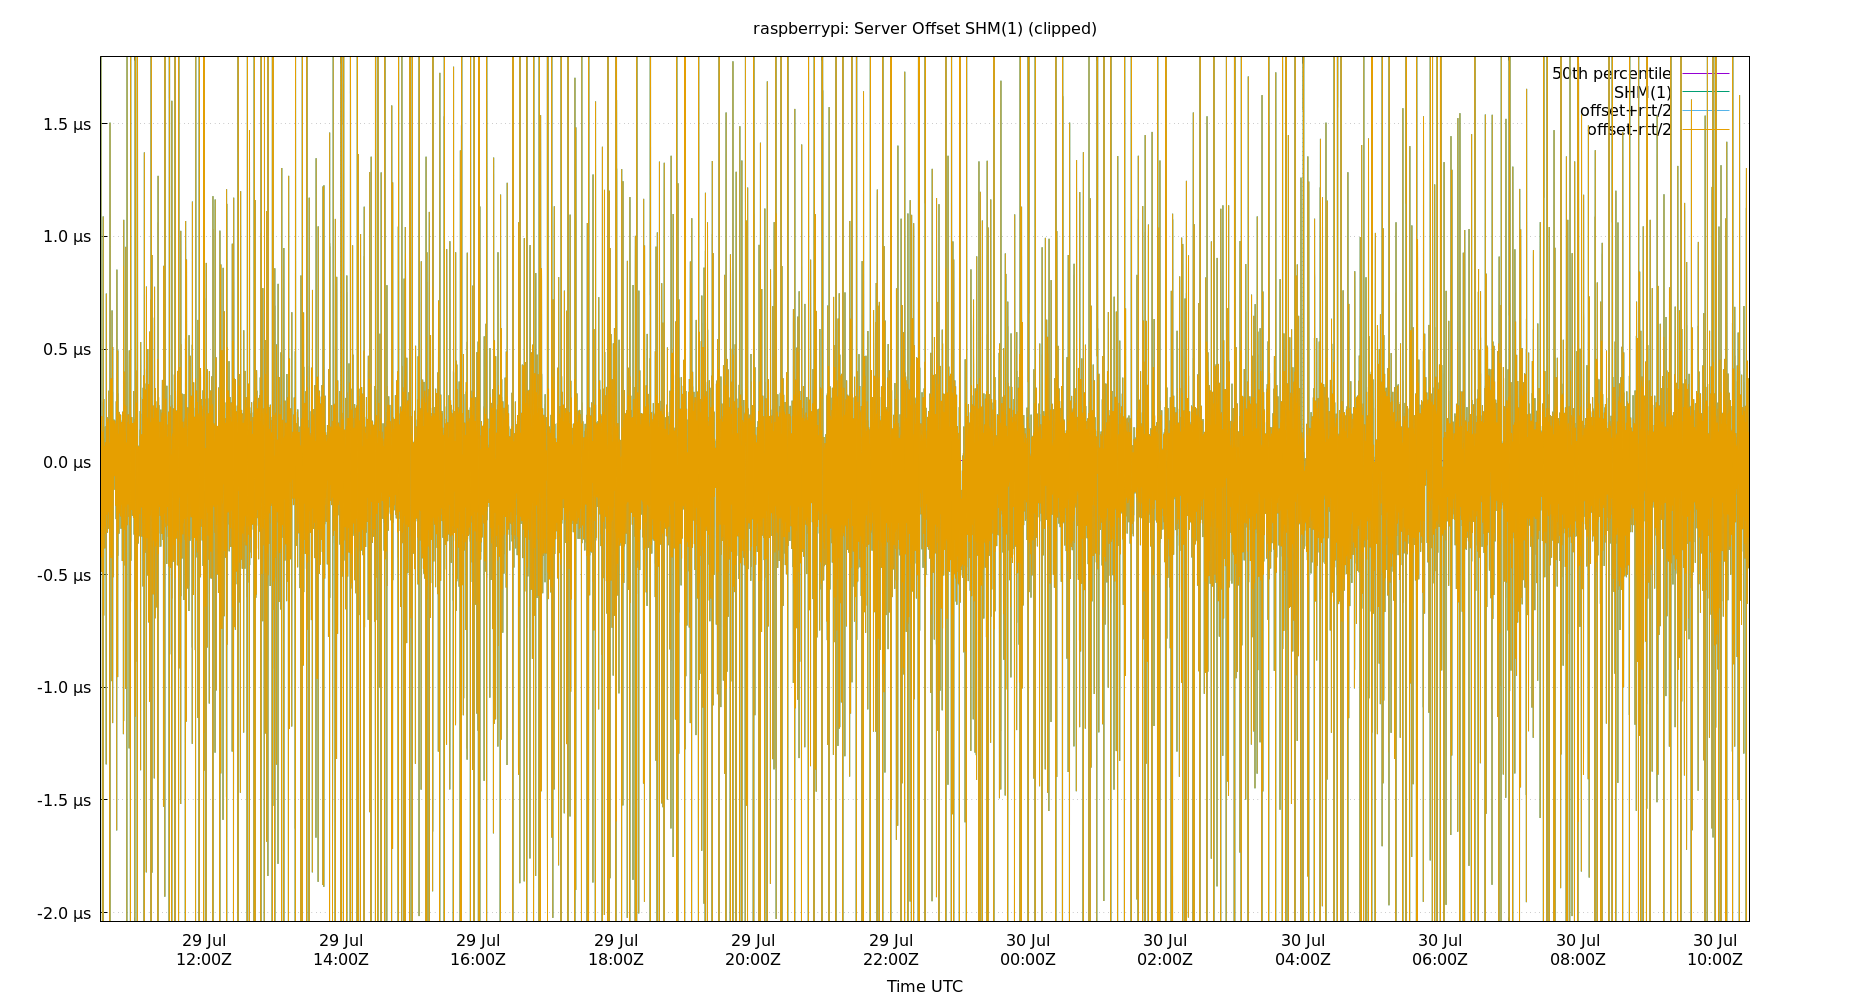 raspberrypi: Server Offset SHM(1) (clipped)
50th percentile
SHM(1)
offset+rtt/2
offset-rtt/2
1.5 µs
1.0 µs
0.5 µs
0.0 µs
-0.5 µs
-1.0 µs
-1.5 µs
-2.0 µs
29 Jul 29 Jul 29 Jul 29 Jul 29 Jul 29 Jul 30 Jul 30 Jul 30 Jul 30 Jul 30 Jul 30 Jul
12:00Z 14:00Z 16:00Z 18:00Z 20:00Z 22:00Z 00:00Z 02:00Z 04:00Z 06:00Z 08:00Z 10:00Z
Time UTC